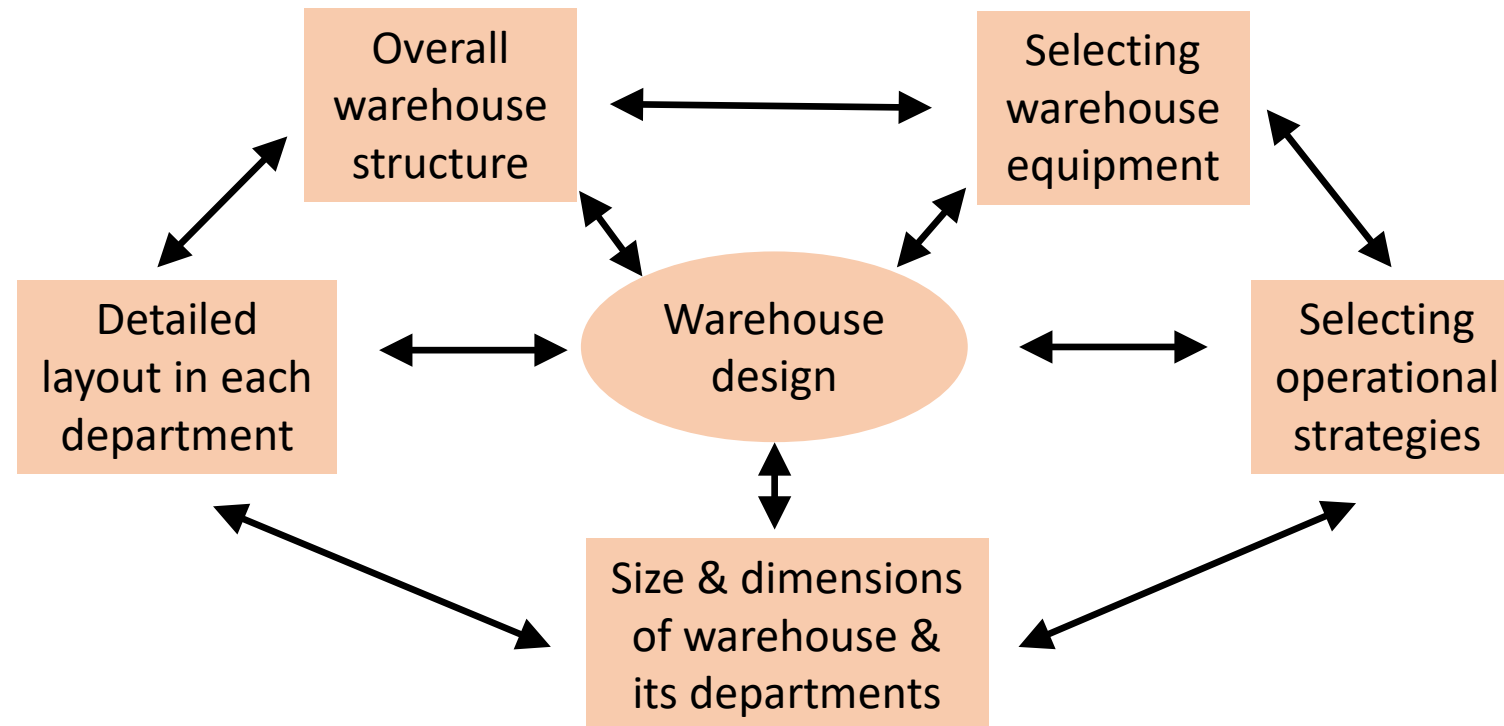 Overall
warehouse
structure
Selecting
warehouse
equipment
Detailed
layout in each
department
Warehouse
design
Selecting
operational
strategies
Size & dimensions
of warehouse &
its departments